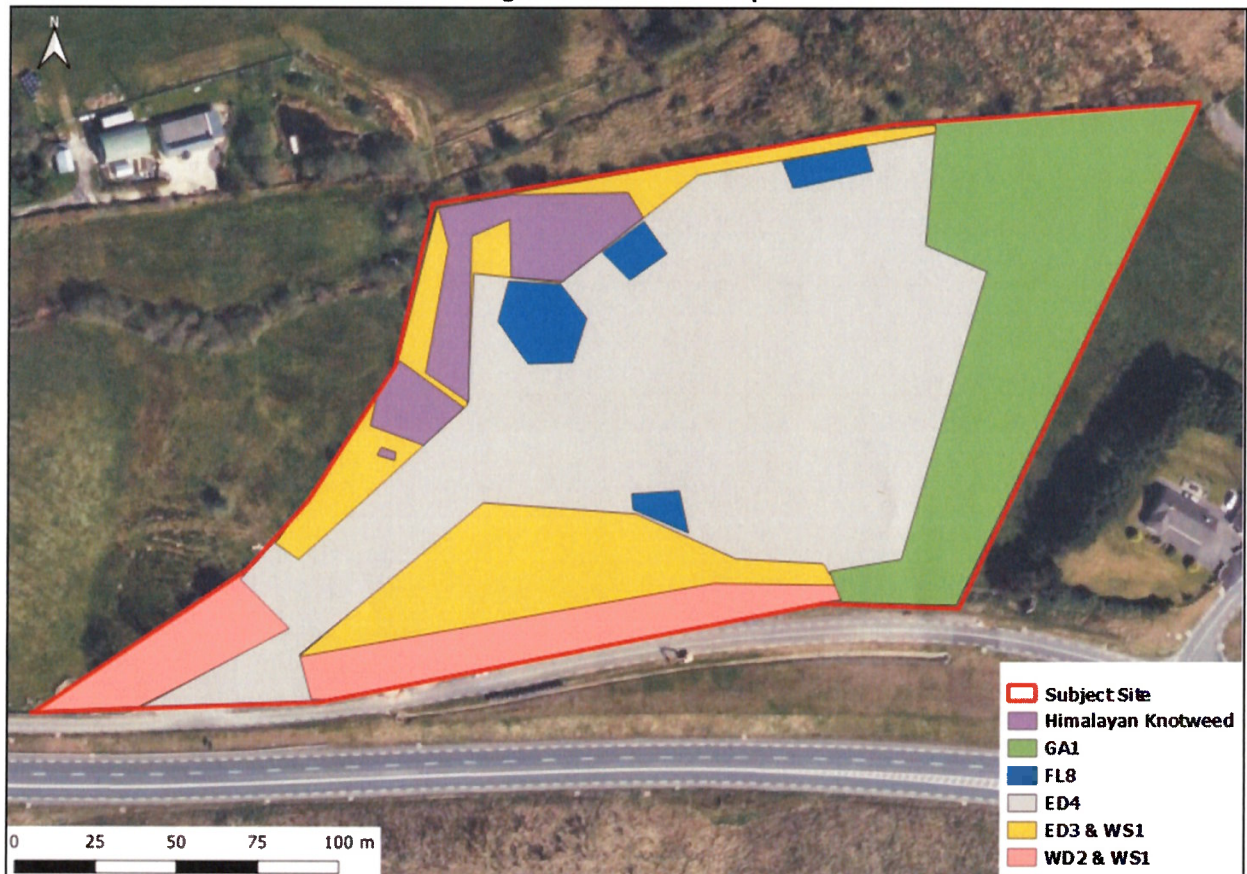 N
Subject Site
Himalayan Knotweed
GA1
FL8
ED4
ED3 & WS1
WD2 & WS1
0 25 50 75 100 m